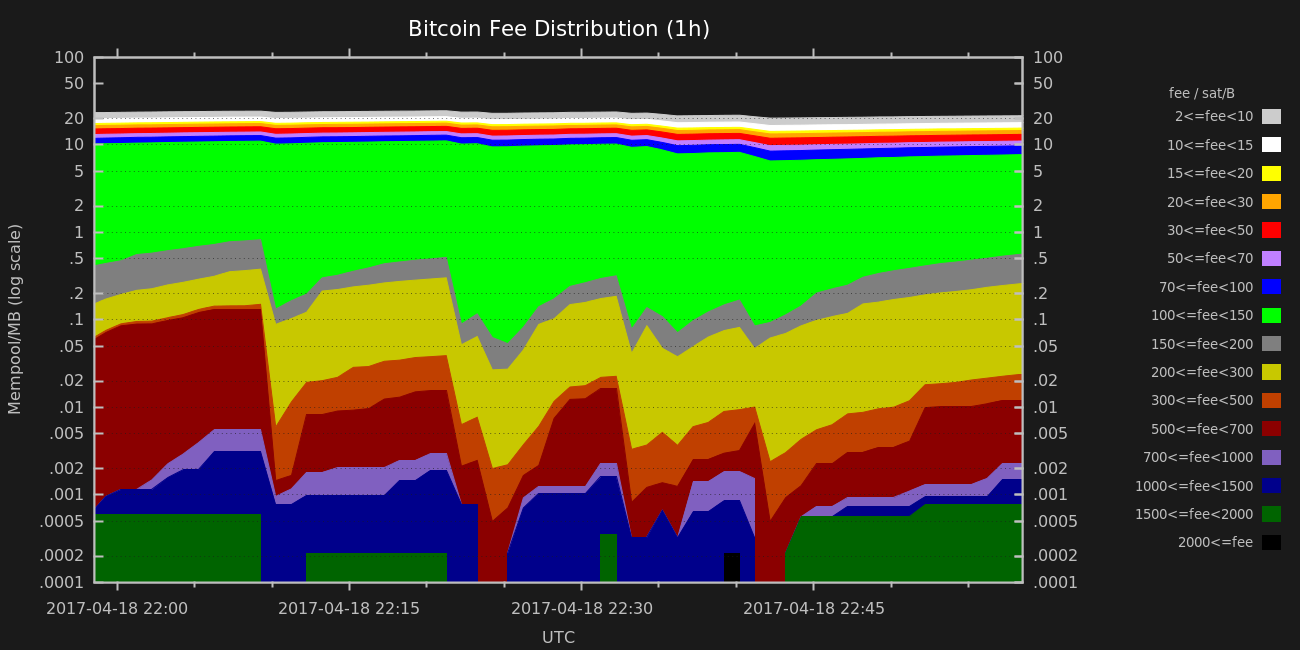 Bitcoin Fee Distribution (1h)
Mempool/MB (log scale)
100
50
20
10
5
2
1
.5
.2
.1
.05
.02
.01
.005
.002
.001
.0005
.0002
.0001
100
50
20
10
5
2
1
.5
.2
.1
.05
.02
.01
.005
.002
.001
.0005
.0002
.0001
2017-04-18 22:00
2017-04-18 22:15
2017-04-18 22:30
2017-04-18 22:45
UTC
fee / sat/B
2<=fee<10
10<=fee<15
15<=fee<20
20<=fee<30
30<=fee<50
50<=fee<70
70<=fee<100
100<=fee<150
150<=fee<200
200<=fee<300
300<=fee<500
500<=fee<700
700<=fee<1000
1000<=fee<1500
1500<=fee<2000
2000<=fee